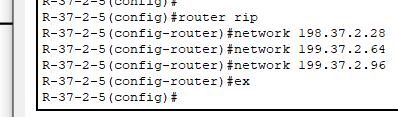 R-37-2-5(config)#
R-37-2-5(config)#router rip
R-37-2-5(config-router)#network 198.37.2.28
R-37-2-5(config-router)#network 199.37.2.64
R-37-2-5(config-router)#network 199.37.2.96
R-37-2-5(config-router)#ex
R-37-2-5(config)#